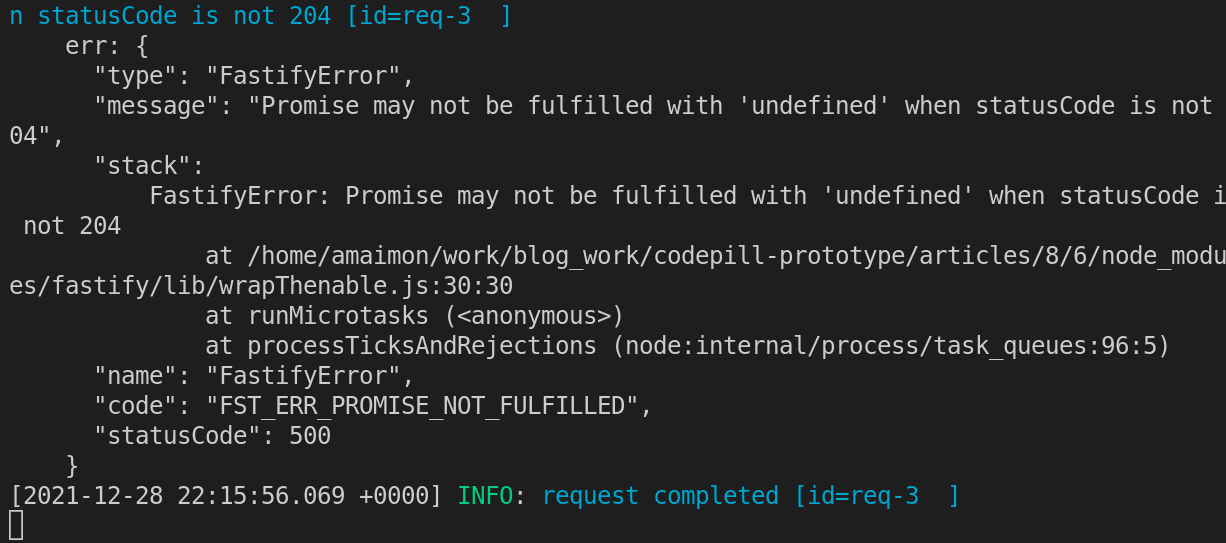 n statusCode is not 204 [id=req-3  ]
    err: {
      "type": "FastifyError",
      "message": "Promise may not be fulfilled with 'undefined' when statusCode is not
04",
      "stack":
          FastifyError: Promise may not be fulfilled with 'undefined' when statusCode i
 not 204
              at /home/amaimon/work/blog_work/codepill-prototype/articles/8/6/node_modu
es/fastify/lib/wrapThenable.js:30:30
              at runMicrotasks (<anonymous>)
              at processTicksAndRejections (node:internal/process/task_queues:96:5)
      "name": "FastifyError",
      "code": "FST_ERR_PROMISE_NOT_FULFILLED",
      "statusCode": 500
    }
[2021-12-28 22:15:56.069 +0000] INFO: request completed [id=req-3  ]